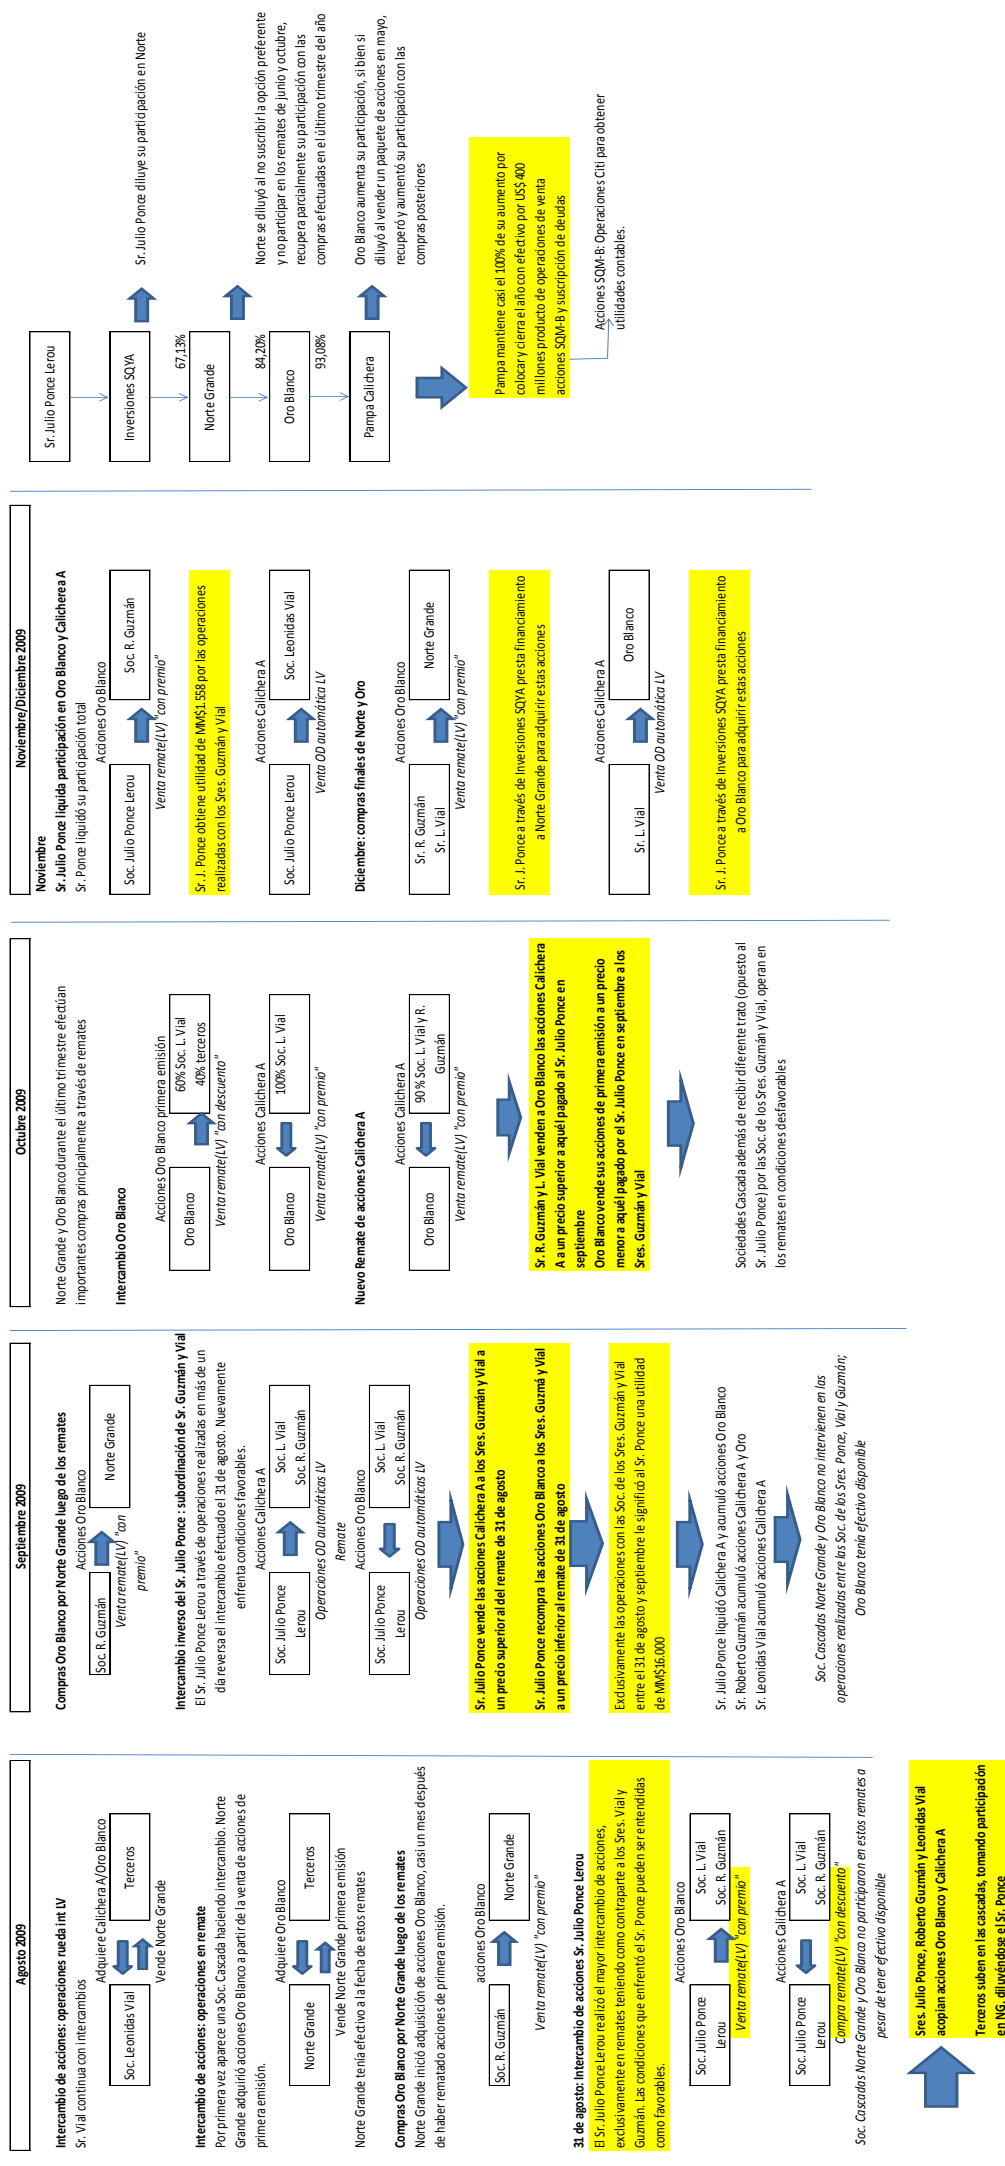 Agosto 2009
Intercambio de acciones: operaciones rueda int LV
Sr. Vial continua con intercambios
Adquiere Calichera A/Oro Blanco
Soc. Leonidas Vial
Terceros
Vende Norte Grande
Intercambio de acciones: operaciones en remate
Por primera vez aparece una Soc. Cascada haciendo intercambio. Norte
Grande adquirió acciones Oro Blanco a partir de la venta de acciones de
primera emisión.
Adquiere Oro Blanco
Norte Grande
Terceros
Vende Norte Grande primera emisión
Norte Grande tenía efectivo al la fecha de estos remates
Compras Oro Blanco por Norte Grande luego de los remates
Norte Grande inició adquisición de acciones Oro Blanco, casi un mes después
de haber rematado acciones de primera emisión.
acciones Oro Blanco
Soc. R. Guzmán
Norte Grande
Venta remate(LV) "con premio"
31 de agosto: Intercambio de acciones Sr. Julio Ponce Lerou
El Sr. Julio Ponce Lerou realizó el mayor intercambio de acciones,
exclusivamente en remates teniendo como contraparte a los Sres. Vial y
Guzmán. Las condiciones que enfrentó el Sr. Ponce pueden ser entendidas
como favorables.
Acciones Oro Blanco
Soc. Julio Ponce
Lerou
Soc. L. Vial
Soc. R. Guzmán
Venta remate(LV) "con premio"
Acciones Calichera A
Soc. Julio Ponce
Lerou
Soc. L. Vial
Soc. R. Guzmán
Compra remate(LV) "con descuento"
Soc. Cascadas Norte Grande y Oro Blanco no participaron en estos remates a
pesar de tener efectivo disponible
Sres. Julio Ponce, Roberto Guzmán y Leonidas Vial
acopian acciones Oro Blanco y Calichera A
Terceros suben en las cascadas, tomando participación
en NG, diluyéndose el Sr. Ponce
Septiembre 2009
Compras Oro Blanco por Norte Grande luego de los remates
Acciones Oro Blanco
Soc. R. Guzmán
Norte Grande
Venta remate(LV) "con
premio"
Intercambio inverso del Sr. Julio Ponce : subordinación de Sr. Guzmán y Vial
El Sr. Julio Ponce Lerou a través de operaciones realizadas en más de un
día reversa el intercambio efectuado el 31 de agosto. Nuevamente
enfrenta condiciones favorables.
Acciones Calichera A
Soc. Julio Ponce
Lerou
Soc. L. Vial
Soc. R. Guzmán
Operaciones OD automáticas LV
Remate
Acciones Oro Blanco
Soc. Julio Ponce
Lerou
Soc. L. Vial
Soc. R. Guzmán
Operaciones OD automáticas LV
Sr. Julio Ponce vende las acciones Calichera A a los Sres. Guzmán y Vial a
un precio superior al del remate de 31 de agosto
Sr. Julio Ponce recompra las acciones Oro Blanco a los Sres. Guzmá y Vial
a un precio inferior al remate de 31 de agosto
Exclusivamente las operaciones con las Soc. de los Sres. Guzmán y Vial
entre el 31 de agosto y septiembre le significó al Sr. Ponce una utilidad
de MM$16.000
Sr. Julio Ponce liquidó Calichera A y acumuló acciones Oro Blanco
Sr. Roberto Guzmán acumuló acciones Calichera A y Oro
Sr. Leonidas Vial acumuló acciones Calichera A
Soc. Cascadas Norte Grande y Oro Blanco no intervienen en las
operaciones realizadas entre las Soc. de los Sres. Ponce, Vial y Guzmán;
Oro Blanco tenía efectivo disponible
Octubre 2009
Norte Grande y Oro Blanco durante el último trimestre efectúan
importantes compras principalmente a través de remates
Intercambio Oro Blanco
Acciones Oro Blanco primera emisión
Oro Blanco
60% Soc. L. Vial
40% terceros
Venta remate(LV) "con descuento"
Acciones Calichera A
Oro Blanco
100% Soc. L. Vial
Venta remate(LV) "con premio"
Nuevo Remate de acciones Calichera A
Acciones Calichera A
Oro Blanco
90 % Soc. L. Vial y R.
Guzmán
Venta remate(LV) "con premio"
Sr. R. Guzmán y L. Vial venden a Oro Blanco las acciones Calichera
A a un precio superior a aquél pagado al Sr. Julio Ponce en
septiembre
Oro Blanco vende sus acciones de primera emisión a un precio
menor a aquél pagado por el Sr. Julio Ponce en septiembre a los
Sres. Guzmán y Vial
Sociedades Cascada además de recibir diferente trato (opuesto al
Sr. Julio Ponce) por las Soc. de los Sres. Guzmán y Vial, operan en
los remates en condiciones desfavorables
Noviembre/Diciembre 2009
Noviembre
Sr. Julio Ponce liquida participación en Oro Blanco y Calicherea A
Sr. Ponce liquidó su participación total
Acciones Oro Blanco
Soc. Julio Ponce Lerou
Soc. R. Guzmán
Venta remate(LV) "con premio"
Sr. J. Ponce obtiene utilidad de MM$1.558 por las operaciones
realizadas con los Sres. Guzmán y Vial
Acciones Calichera A
Soc. Julio Ponce Lerou
Soc. Leonidas Vial
Venta OD automática LV
Diciembre: compras finales de Norte y Oro
Acciones Oro Blanco
Sr. R. Guzmán
Sr. L. Vial
Norte Grande
Venta remate(LV) "con premio"
Sr. J. Ponce a través de Inversiones SQYA presta financiamiento
a Norte Grande para adquirir estas acciones
Acciones Calichera A
Sr. L. Vial
Oro Blanco
Venta OD automática LV
Sr. J. Ponce a través de Inversiones SQYA presta financiamiento
a Oro Blanco para adquirir estas acciones
Sr. Julio Ponce Lerou
Inversiones SQYA
Sr. Julio Ponce diluye su participación en Norte
67,13%
Norte Grande
Norte se diluyó al no suscribir la opción preferente
y no participar en los remates de junio y octubre,
recupera parcialmente su participación con las
compras efectuadas en el último trimestre del año
84,20%
Oro Blanco
93,08%
Oro Blanco aumenta su participación, si bien si
diluyó al vender un paquete de acciones en mayo,
recuperó y aumentó su participación con las
compras posteriores
Pampa Calichera
Pampa mantiene casi el 100% de su aumento por
colocar y cierra el año con efectivo por US$ 400
millones producto de operaciones de venta
acciones SQM-B y suscripción de deudas
Acciones SQM-B: Operaciones Citi para obtener
utilidades contables.